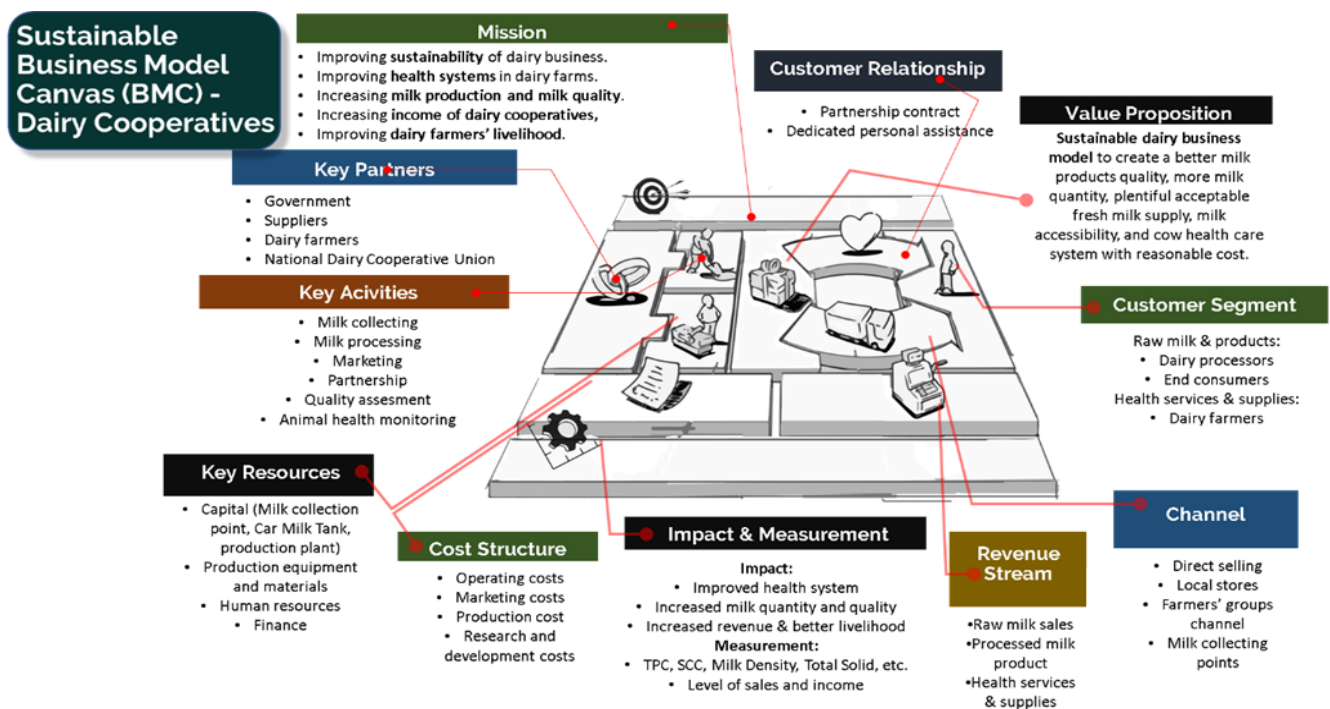 Sustainable
Business Model
Canvas (BMC) -
Dairy Cooperatives
Mission
• Improving sustainability of dairy business.
• Improving health systems in dairy farms.
• Increasing milk production and milk quality.
• Increasing income of dairy cooperatives,
• Improving dairy farmers' livelihood.
Customer Relationship
• Partnership contract
• Dedicated personal assistance
Value Proposition
Sustainable dairy business
model to create a better milk
products quality, more milk
quantity, plentiful acceptable
fresh milk supply, milk
accessibility, and cow health care
system with reasonable cost.
Key Partners
• Government
• Suppliers
• Dairy farmers
• National Dairy Cooperative Union
Key Acivities
• Milk collecting
• Milk processing
• Marketing
• Partnership
• Quality assesment
• Animal health monitoring
Customer Segment
Raw milk & products:
• Dairy processors
• End consumers
Health services & supplies:
• Dairy farmers
Key Resources
• Capital (Milk collection
point, Car Milk Tank,
production plant)
• Production equipment
and materials
• Human resources
• Finance
Cost Structure
• Operating costs
• Marketing costs
• Production cost
• Research and
development costs
Impact & Measurement
Impact:
• Improved health system
• Increased milk quantity and quality
• Increased revenue & better livelihood
Measurement:
• TPC, SCC, Milk Density, Total Solid, etc.
• Level of sales and income
Revenue
Stream
•Raw milk sales
•Processed milk
product
•Health services
& supplies
Channel
• Direct selling
• Local stores
• Farmers' groups
channel
• Milk collecting
points